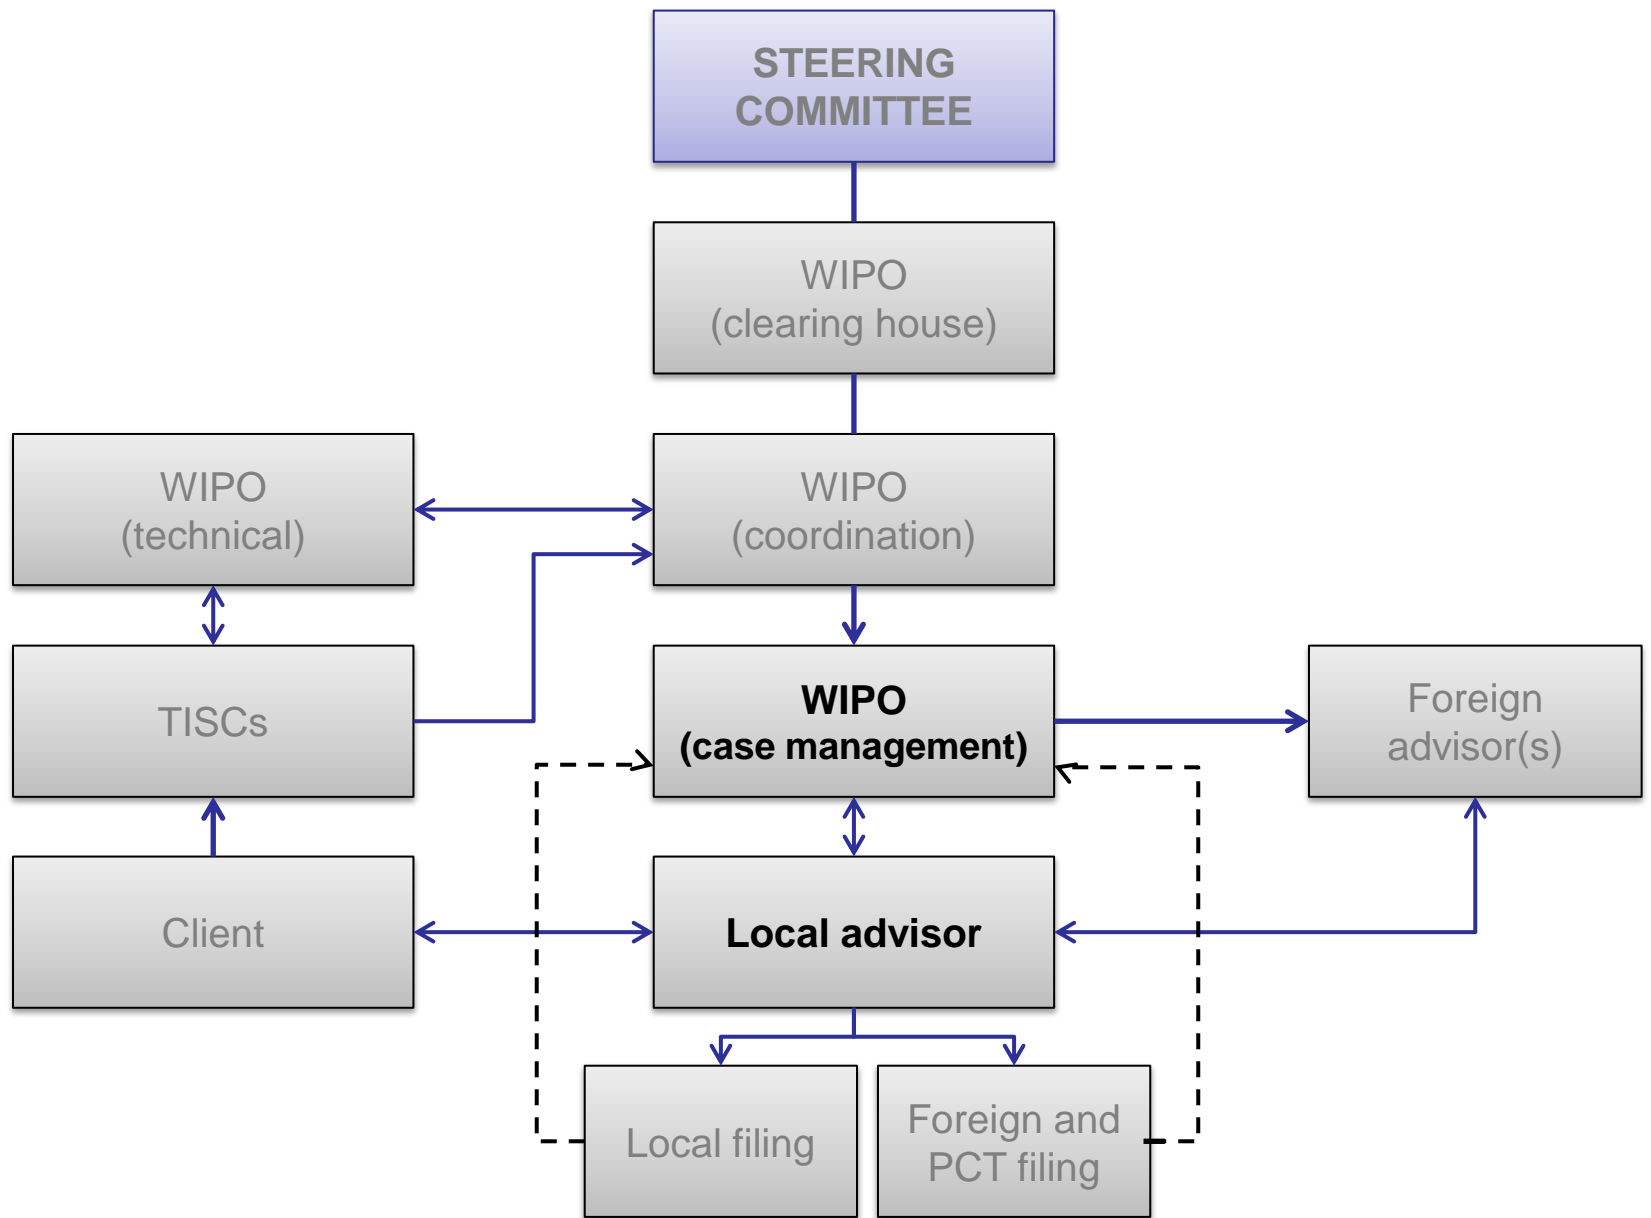 STEERING
COMMITTEE
WIPO
(clearing house)
WIPO
(technical)
WIPO
(coordination)
TISCs
WIPO
(case management)
Foreign
advisor(s)
Client
Local advisor
Local filing
Foreign and
PCT filing